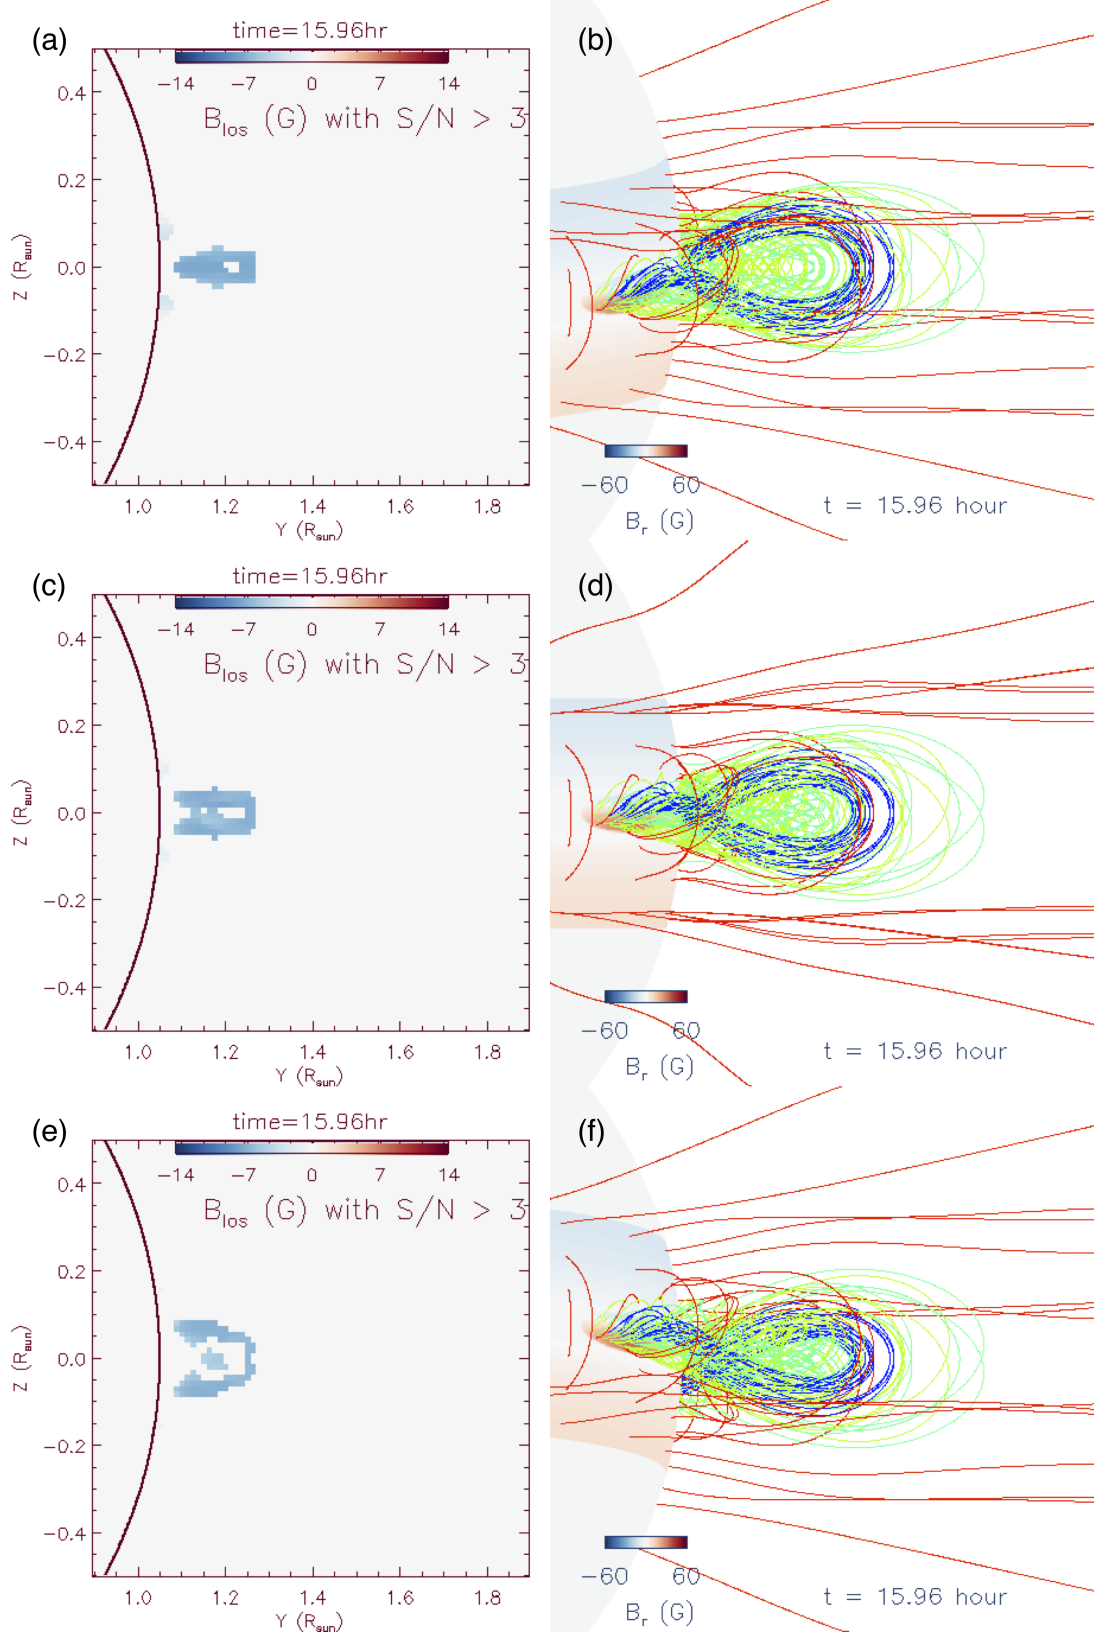 (a)
time=15.96hr
−14 −7 0 7 14
B_los (G) with S/N > 3
0.4
0.2
0.0
−0.2
−0.4
Z (R_sun)
1.0 1.2 1.4 1.6 1.8
Y (R_sun)
(b)
−60 60
B_r (G)
t = 15.96 hour
(c)
time=15.96hr
−14 −7 0 7 14
B_los (G) with S/N > 3
0.4
0.2
0.0
−0.2
−0.4
Z (R_sun)
1.0 1.2 1.4 1.6 1.8
Y (R_sun)
(d)
−60 60
B_r (G)
t = 15.96 hour
(e)
time=15.96hr
−14 −7 0 7 14
B_los (G) with S/N > 3
0.4
0.2
0.0
−0.2
−0.4
Z (R_sun)
1.0 1.2 1.4 1.6 1.8
Y (R_sun)
(f)
−60 60
B_r (G)
t = 15.96 hour